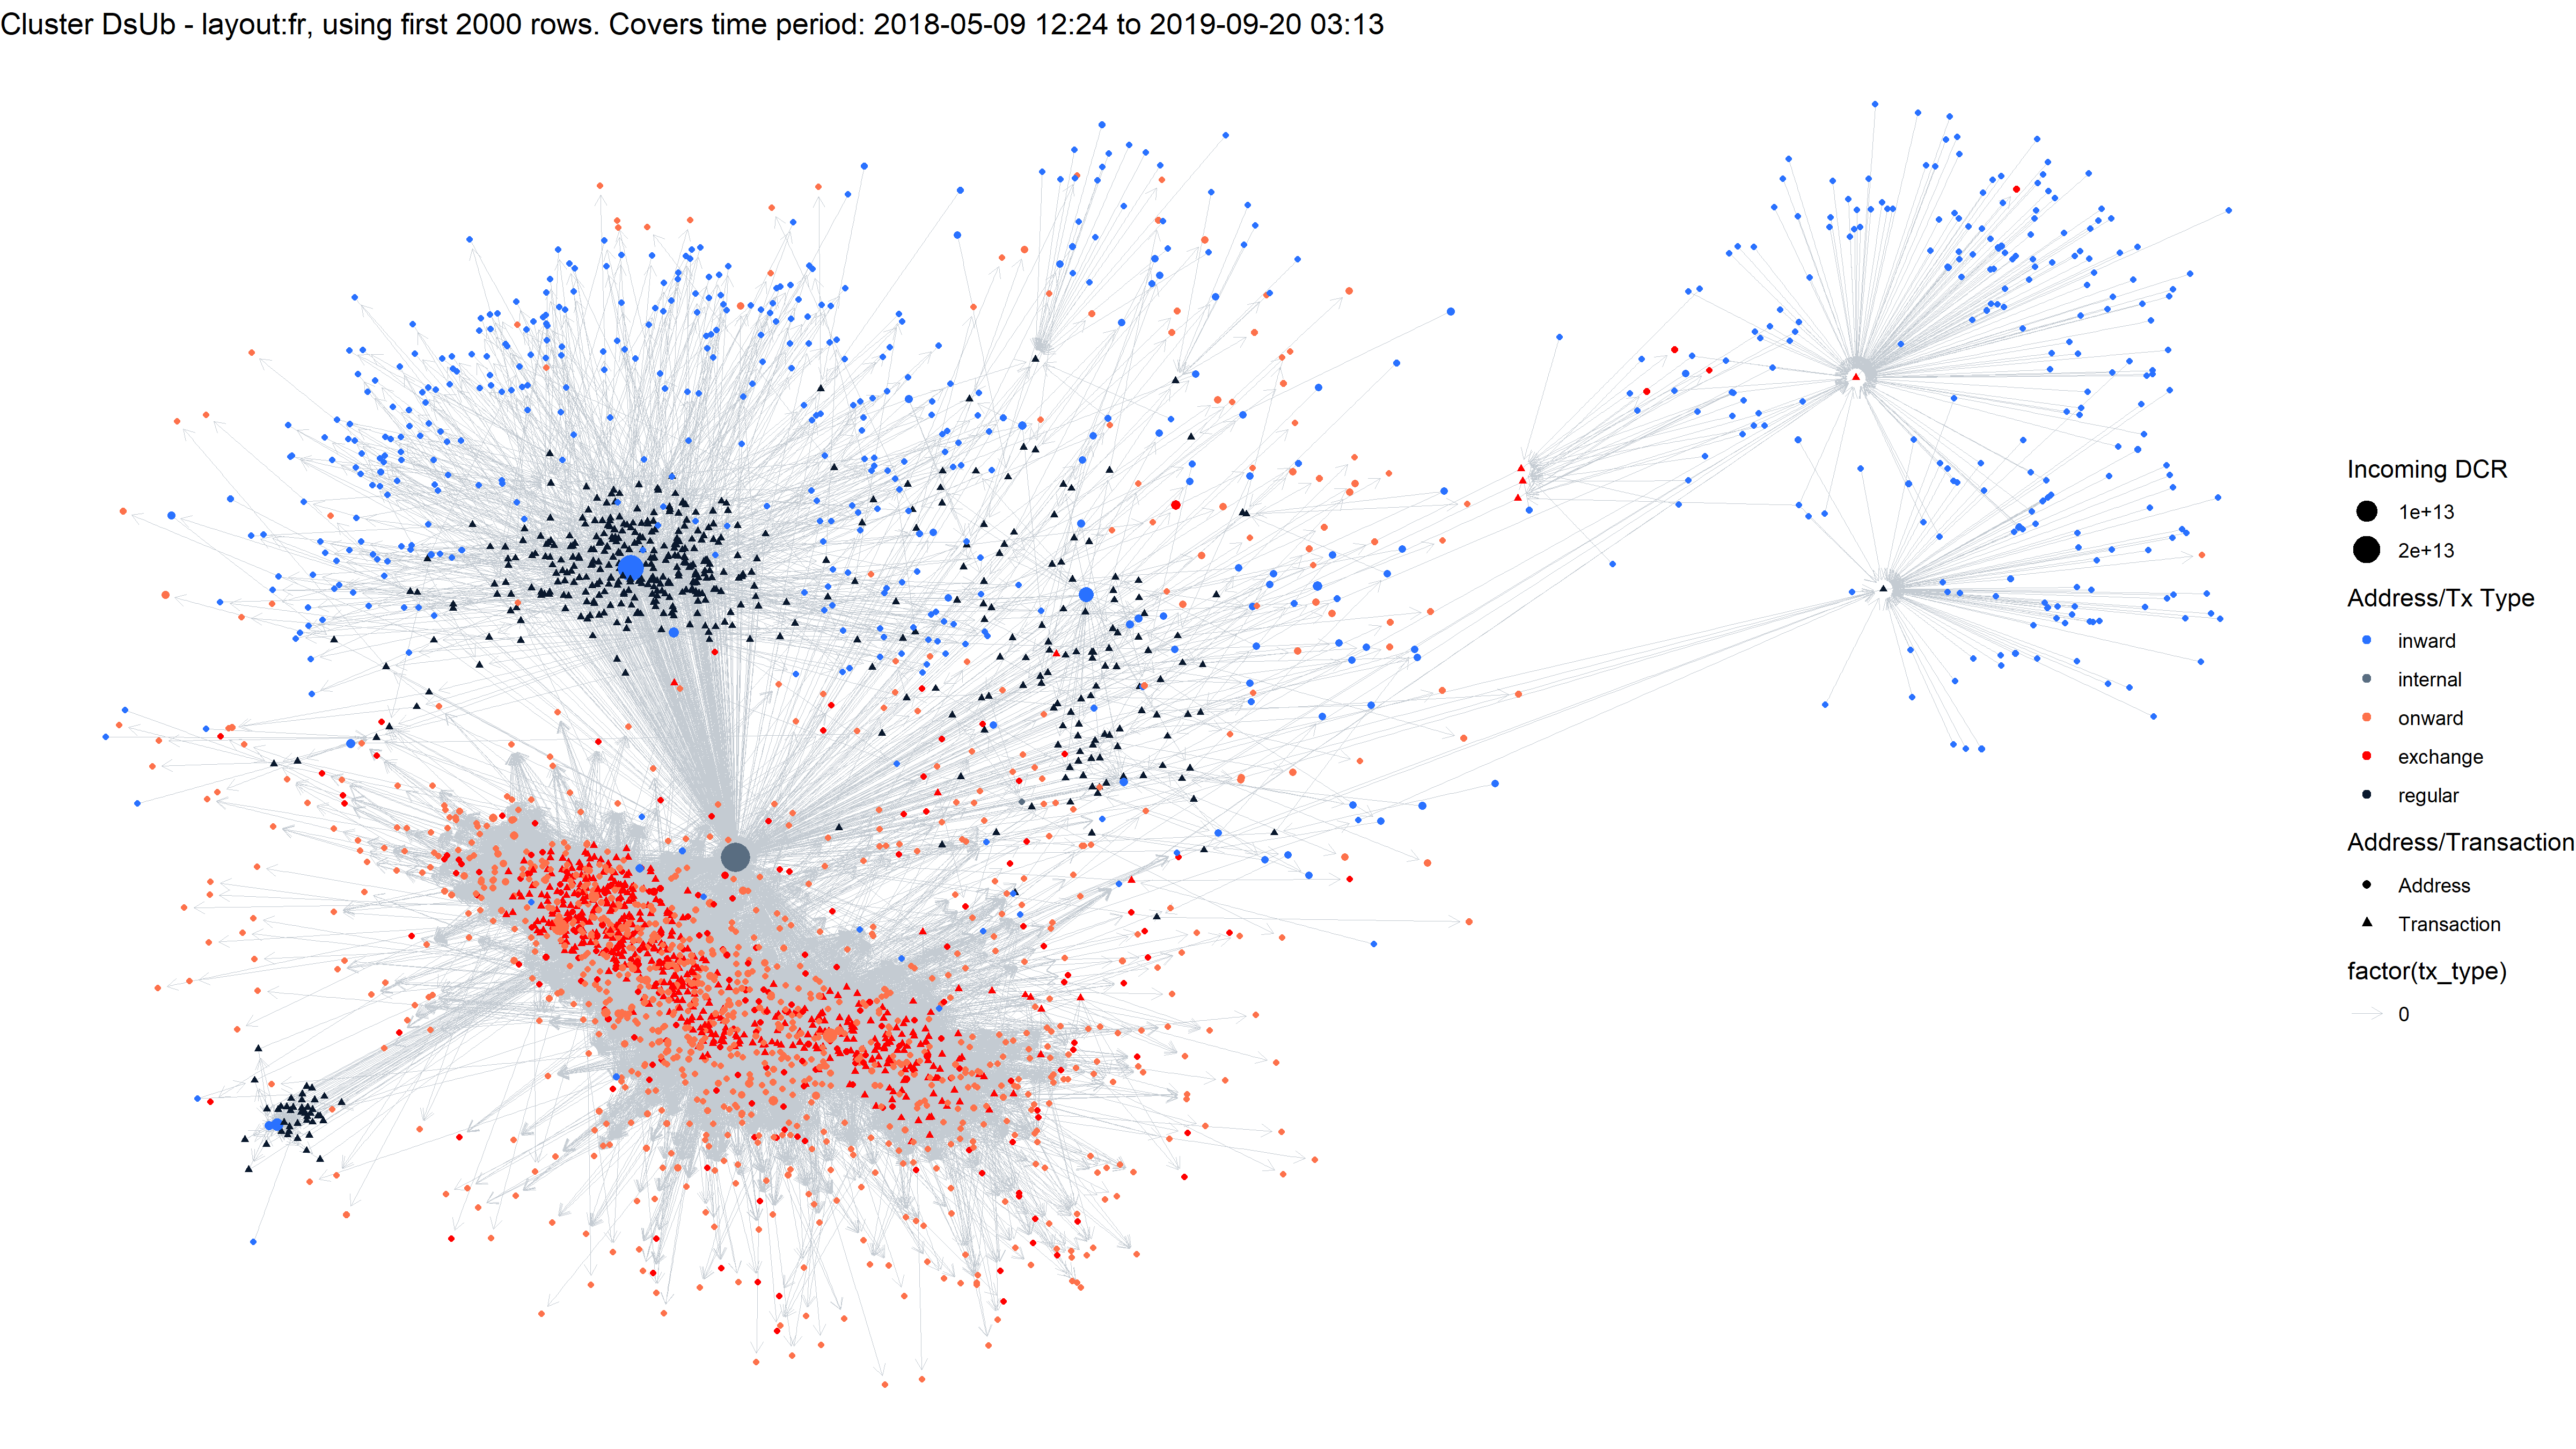 Cluster DsUb - layout:fr, using first 2000 rows. Covers time period: 2018-05-09 12:24 to 2019-09-20 03:13
Incoming DCR
1e+13
2e+13
Address/Tx Type
inward
internal
onward
exchange
regular
Address/Transaction
Address
Transaction
factor(tx_type)
0